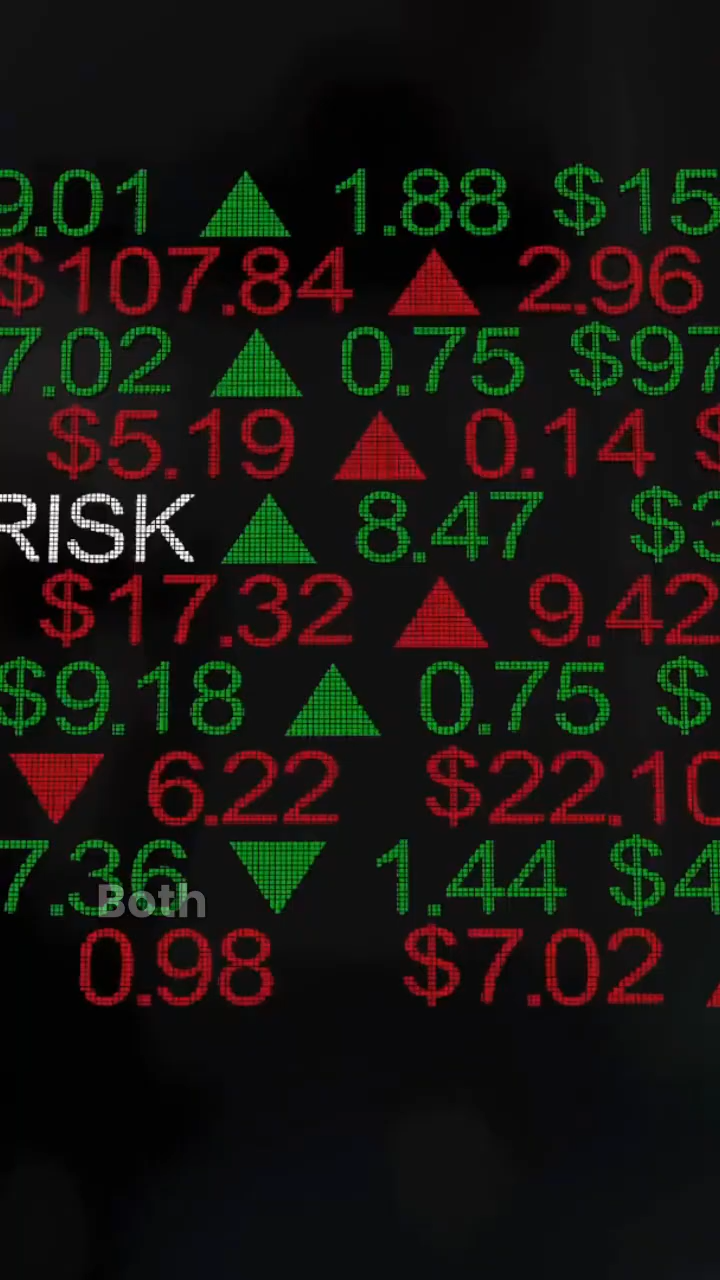 9.01 ▲ 1.88 $15
$107.84 ▲ 2.96
7.02 ▲ 0.75 $97
$5.19 ▲ 0.14 $
RISK ▲ 8.47 $3
$17.32 ▲ 9.42
$9.18 ▲ 0.75 $
▼ 6.22 $22.10
7.36 ▼ 1.44 $4
Both
0.98 $7.02